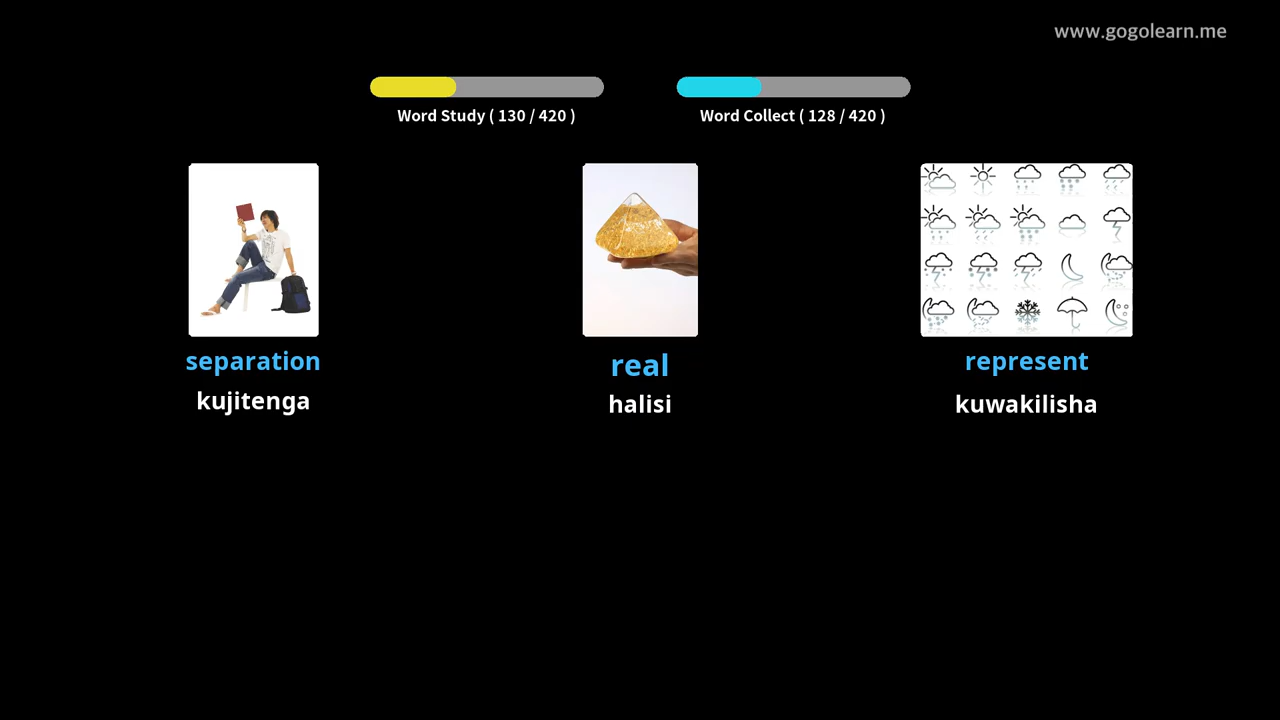 www.gogolearn.me
Word Study ( 130 / 420 )
Word Collect ( 128 / 420 )
separation
kujitenga
real
halisi
represent
kuwakilisha